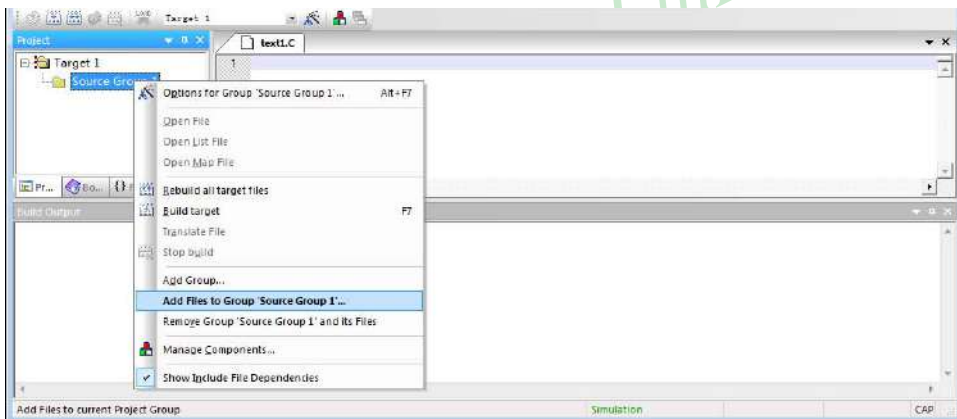 Target 1
Project
text1.C
Target 1
1
Source Group 1
Options for Group 'Source Group 1'... Alt+F7
Open File
Open List File
Open Map File
Pr... Bo... {}
Rebuild all target files
Build target F7
Build Output
Translate File
Stop build
Add Group...
Add Files to Group 'Source Group 1'...
Remove Group 'Source Group 1' and its Files
Manage Components...
Show Include File Dependencies
Add Files to current Project Group Simulation CAP